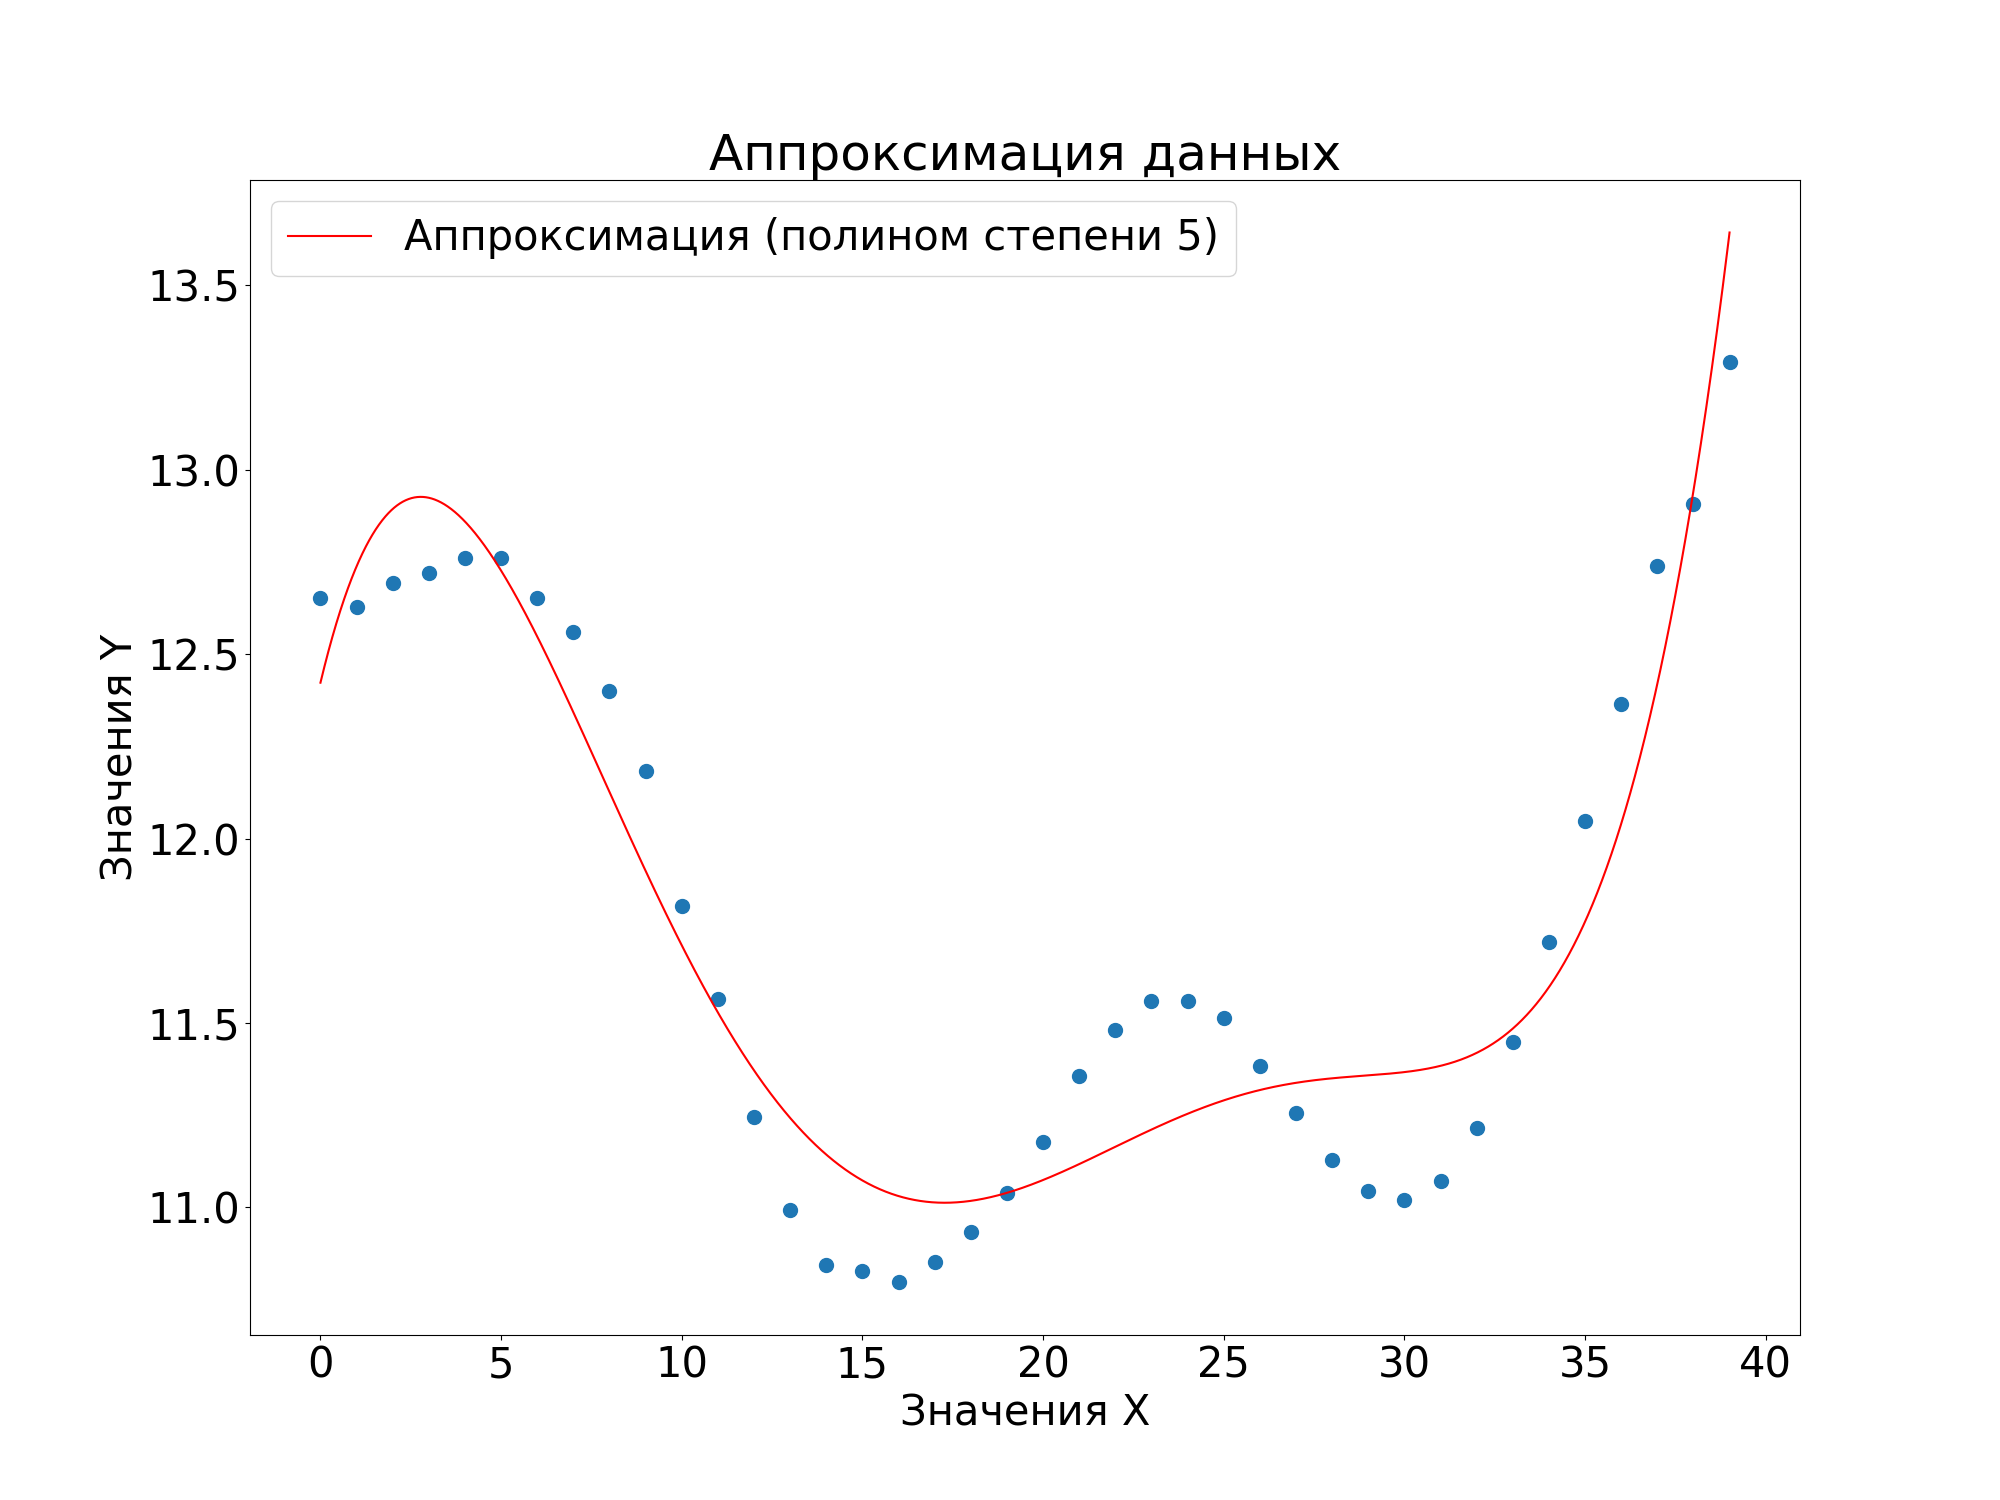 Аппроксимация данных
Аппроксимация (полином степени 5)
13.5
13.0
12.5
12.0
11.5
11.0
Значения Y
0 5 10 15 20 25 30 35 40
Значения X